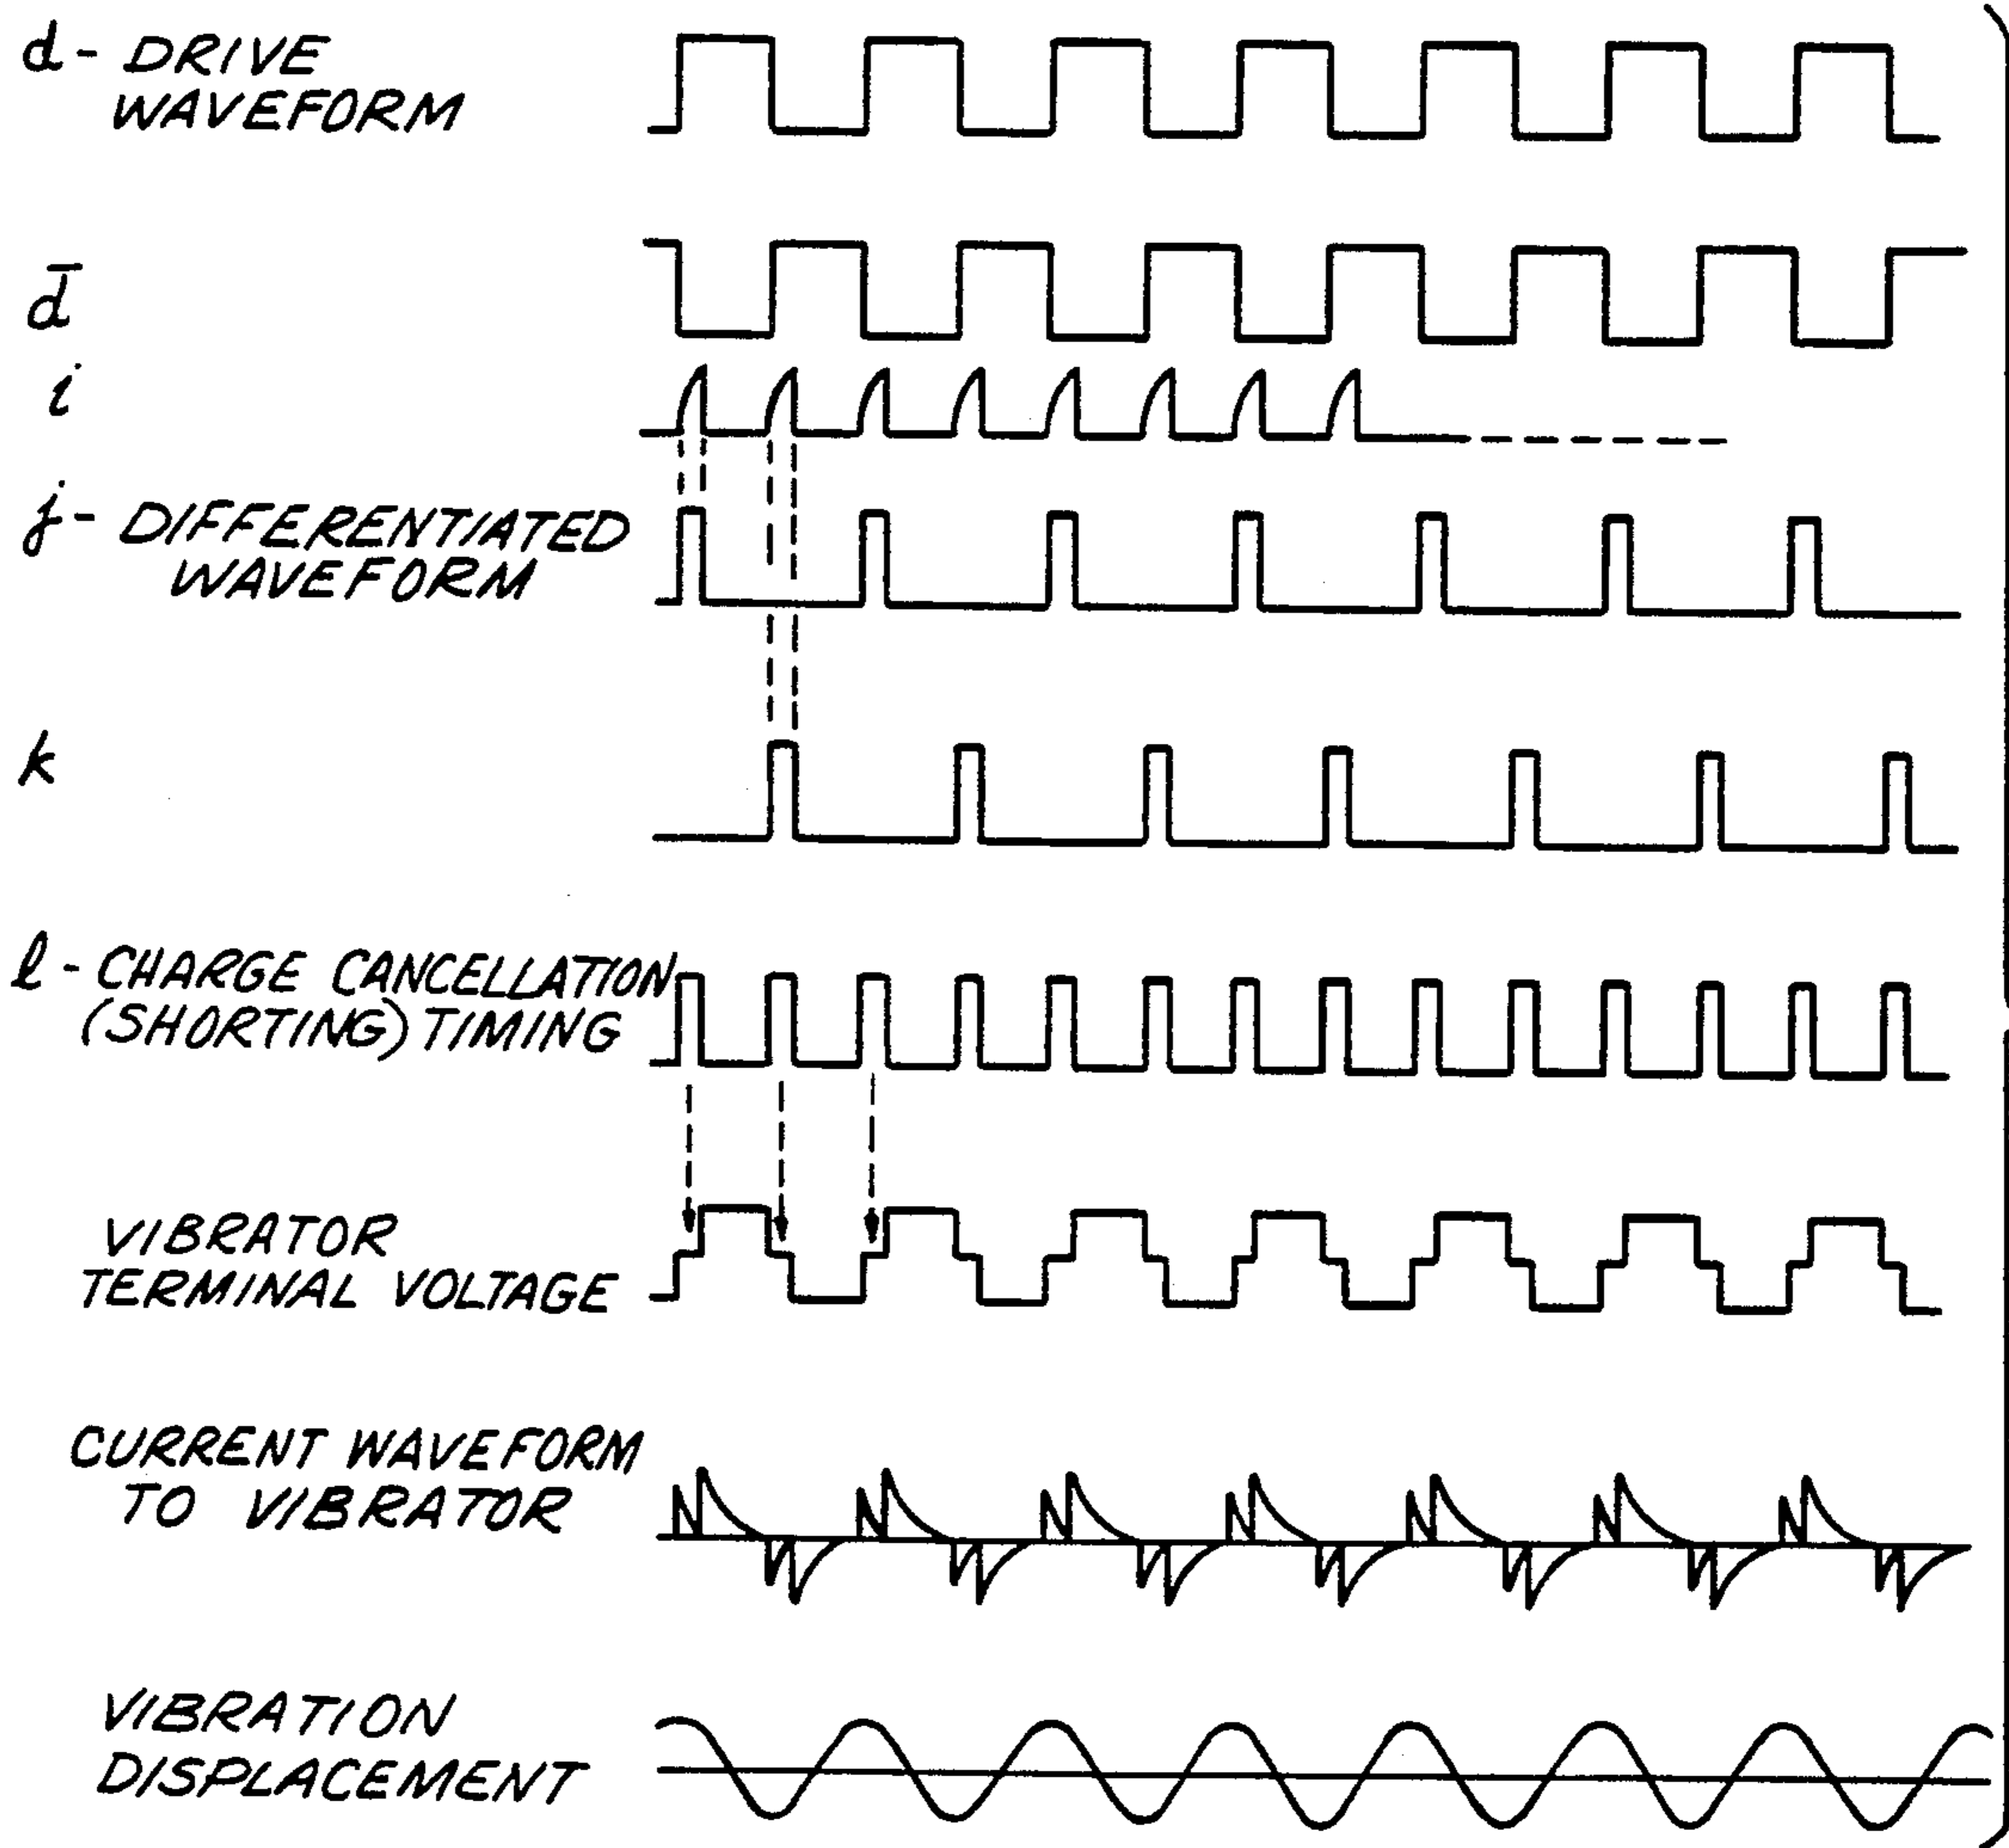 d - DRIVE
WAVEFORM
d̄
i
j - DIFFERENTIATED
WAVEFORM
k
l - CHARGE CANCELLATION
(SHORTING) TIMING
VIBRATOR
TERMINAL VOLTAGE
CURRENT WAVEFORM
TO VIBRATOR
VIBRATION
DISPLACEMENT